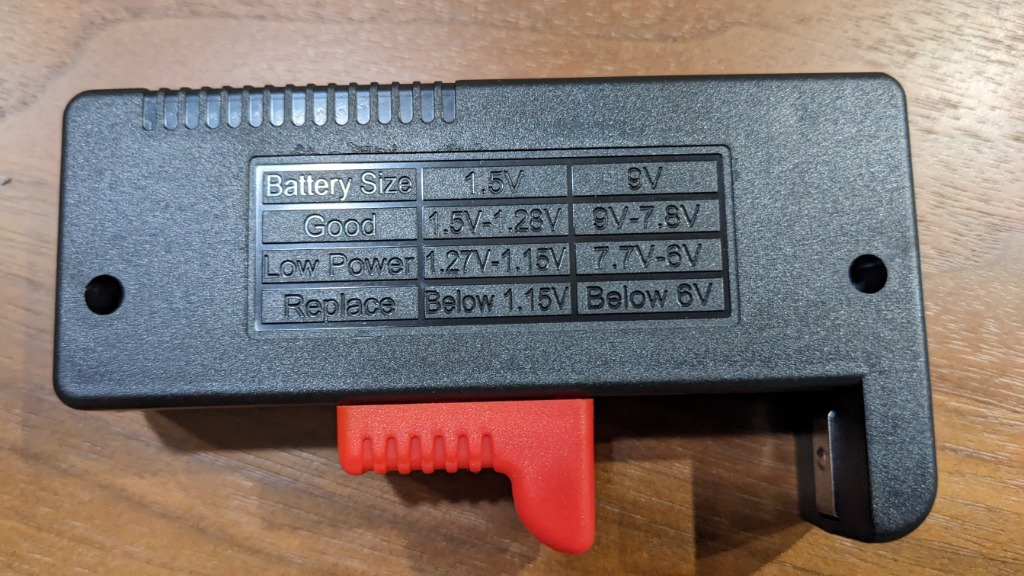 Battery Size 1.5V 9V
Good 1.5V-1.28V 9V-7.8V
Low Power 1.27V-1.15V 7.7V-6V
Replace Below 1.15V Below 6V